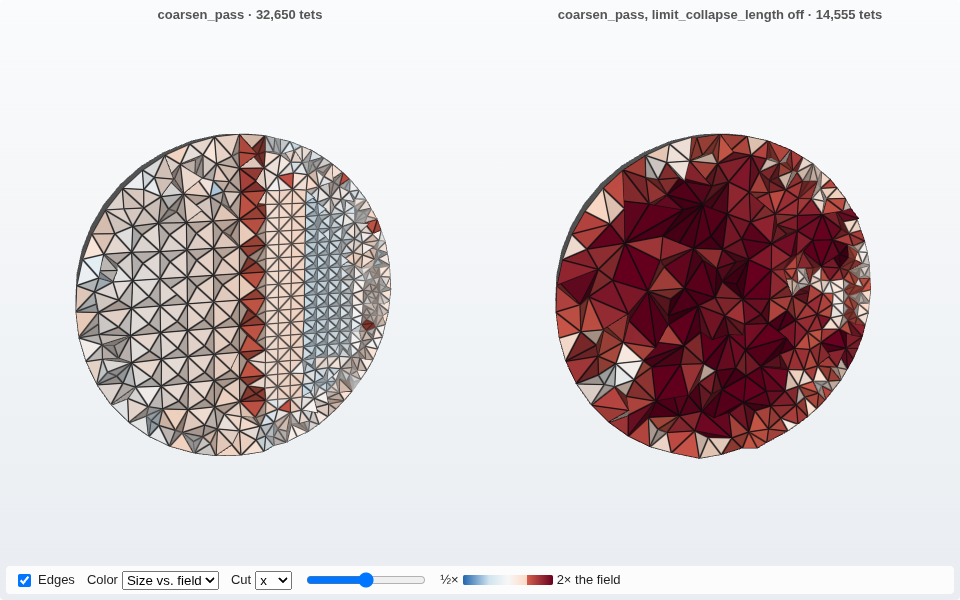 coarsen_pass · 32,650 tets
coarsen_pass, limit_collapse_length off · 14,555 tets
Edges Color Size vs. field Cut x ½× 2× the field